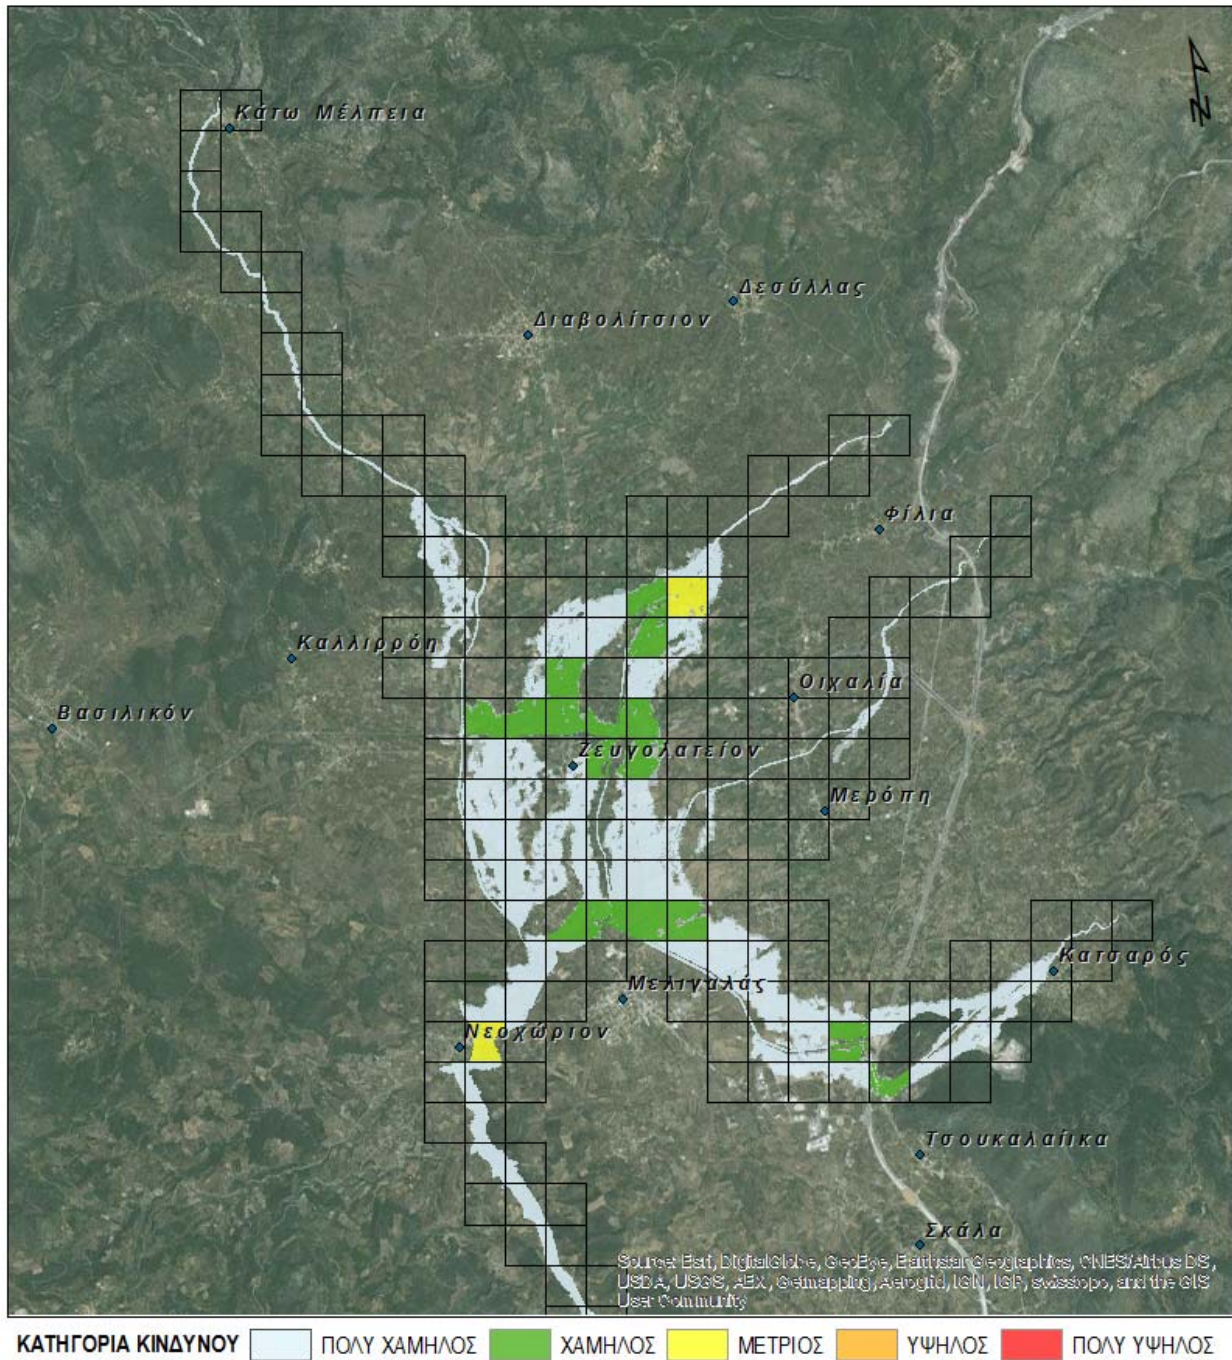 Κάτω Μέλπεια
Δεσύλλας
Διαβολίτσιον
Φίλια
Καλλιρρόη
Οιχαλία
Βασιλικόν
Ζευγολατείον
Μερόπη
Κατσαρός
Μελιγαλάς
Νεοχώριον
Τσουκαλαίικα
Σκάλα
Source: Esri, DigitalGlobe, GeoEye, Earthstar Geographics, CNES/Airbus DS,
USDA, USGS, AEX, Getmapping, Aerogrid, IGN, IGP, swisstopo, and the GIS
User Community
ΚΑΤΗΓΟΡΙΑ ΚΙΝΔΥΝΟΥ ΠΟΛΥ ΧΑΜΗΛΟΣ ΧΑΜΗΛΟΣ ΜΕΤΡΙΟΣ ΥΨΗΛΟΣ ΠΟΛΥ ΥΨΗΛΟΣ